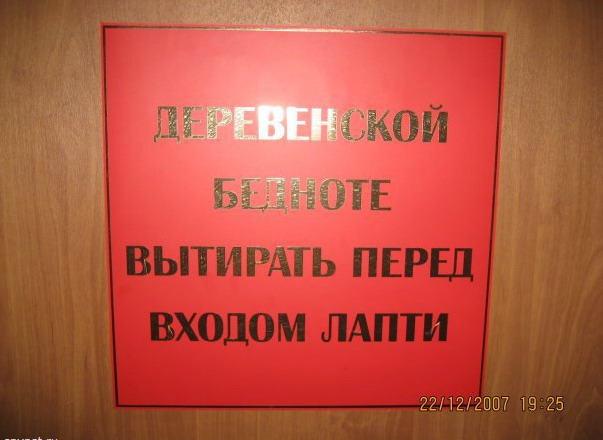 ДЕРЕВЕНСКОЙ
БЕДНОТЕ
ВЫТИРАТЬ ПЕРЕД
ВХОДОМ ЛАПТИ
22/12/2007 19:25